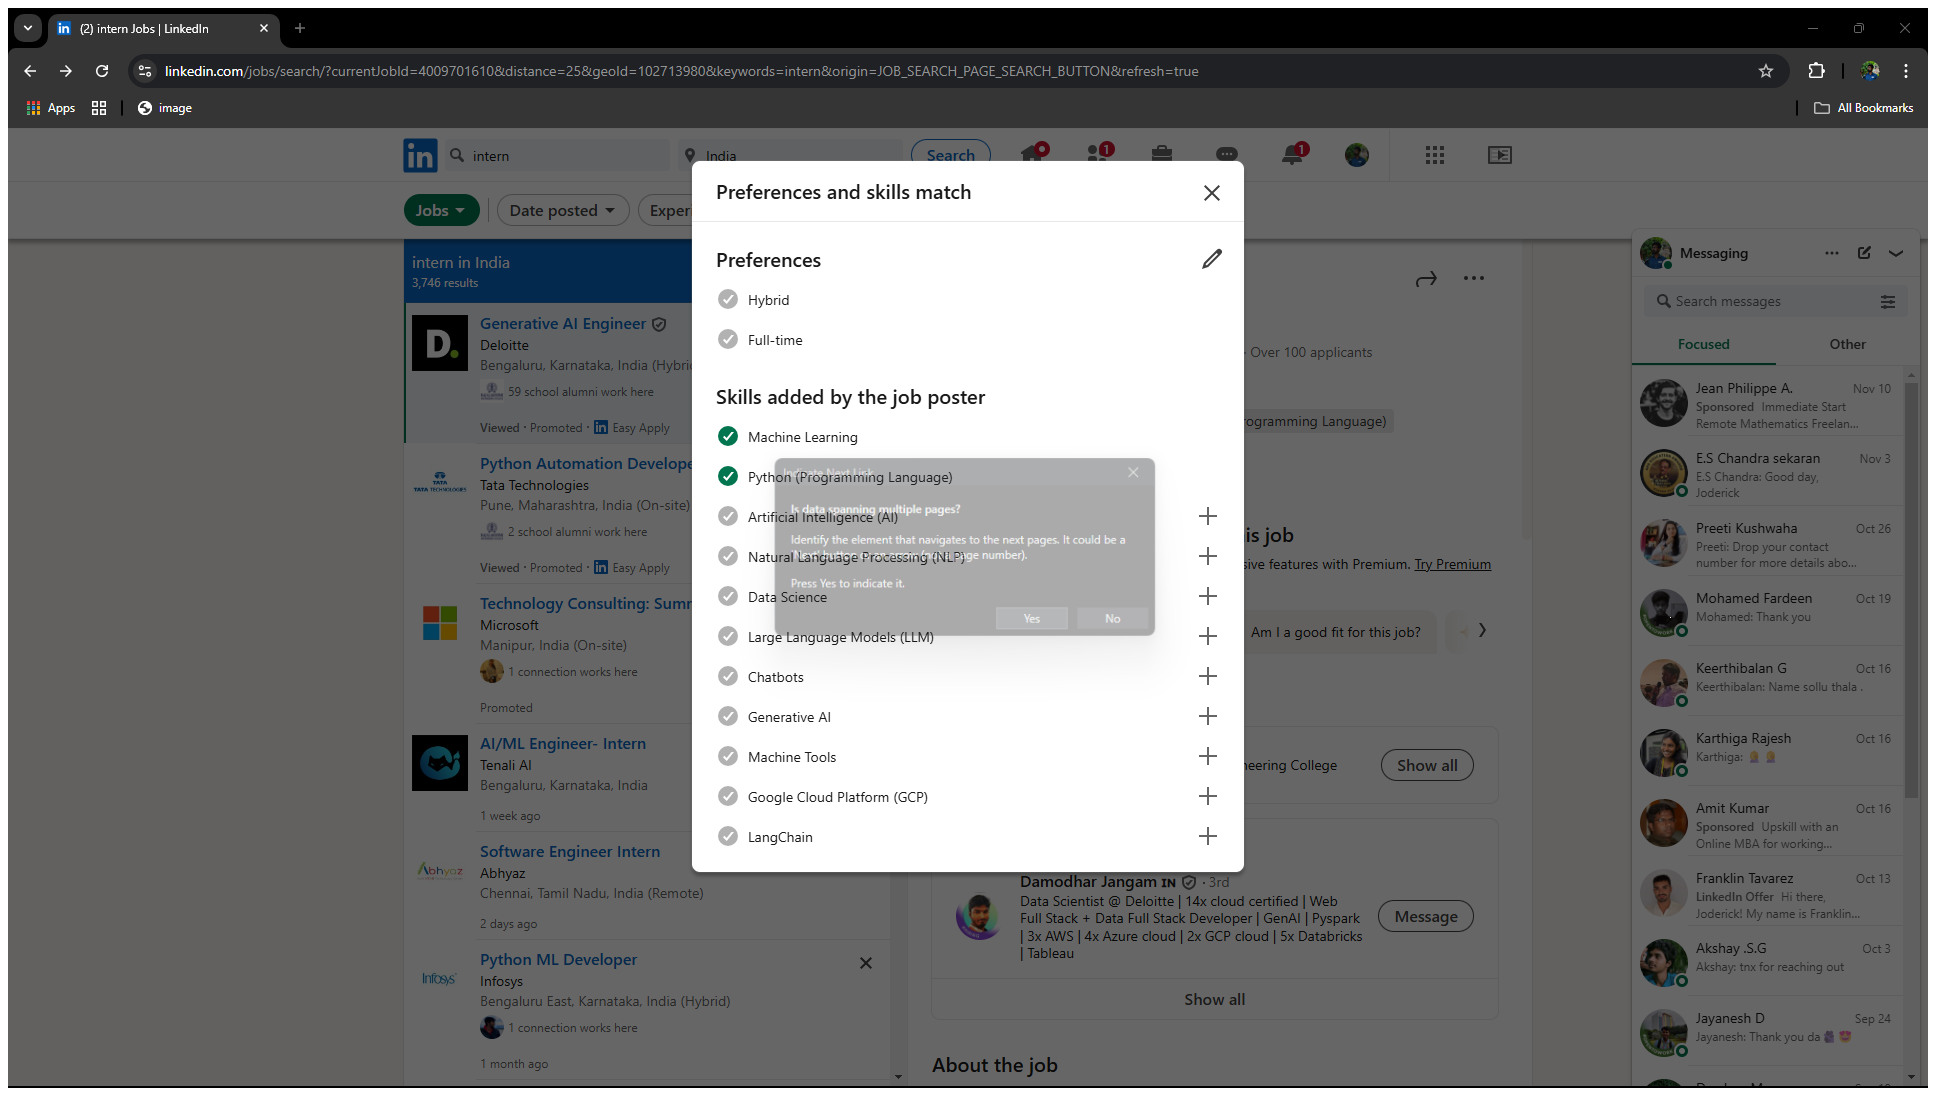 (2) intern Jobs | LinkedIn
linkedin.com/jobs/search/?currentJobId=4009701610&distance=25&geoId=102713980&keywords=intern&origin=JOB_SEARCH_PAGE_SEARCH_BUTTON&refresh=true
Apps
image
All Bookmarks
in
intern
India
Search
1
1
Jobs
Date posted
Experi
intern in India
3,746 results
D.
Generative AI Engineer
Deloitte
Bengaluru, Karnataka, India (Hybri
59 school alumni work here
Viewed · Promoted · in Easy Apply
TATA
TATA TECHNOLOGIES
Python Automation Develope
Tata Technologies
Pune, Maharashtra, India (On-site)
2 school alumni work here
Viewed · Promoted · in Easy Apply
Technology Consulting: Summ
Microsoft
Manipur, India (On-site)
1 connection works here
Promoted
AI/ML Engineer- Intern
Tenali AI
Bengaluru, Karnataka, India
1 week ago
Abhyaz
Software Engineer Intern
Abhyaz
Chennai, Tamil Nadu, India (Remote)
2 days ago
Infosys
Python ML Developer
Infosys
Bengaluru East, Karnataka, India (Hybrid)
1 connection works here
1 month ago
Preferences and skills match
Preferences
Hybrid
Full-time
Skills added by the job poster
Machine Learning
Python (Programming Language)
Artificial Intelligence (AI)
Natural Language Processing (NLP)
Data Science
Large Language Models (LLM)
Chatbots
Generative AI
Machine Tools
Google Cloud Platform (GCP)
LangChain
Indicate Next Link
Is data spanning multiple pages?
Identify the element that navigates to the next pages. It could be a
page number).
Press Yes to indicate it.
Yes
No
· Over 100 applicants
rogramming Language)
is job
sive features with Premium. Try Premium
Am I a good fit for this job?
neering College
Show all
Damodhar Jangam IN · 3rd
Data Scientist @ Deloitte | 14x cloud certified | Web
Full Stack + Data Full Stack Developer | GenAI | Pyspark
| 3x AWS | 4x Azure cloud | 2x GCP cloud | 5x Databricks
| Tableau
Message
Show all
About the job
Messaging
Search messages
Focused
Other
Jean Philippe A.
Nov 10
Sponsored Immediate Start
Remote Mathematics Freelan...
E.S Chandra sekaran
Nov 3
E.S Chandra: Good day,
Joderick
Preeti Kushwaha
Oct 26
Preeti: Drop your contact
number for more details abo...
Mohamed Fardeen
Oct 19
Mohamed: Thank you
Keerthibalan G
Oct 16
Keerthibalan: Name sollu thala .
Karthiga Rajesh
Oct 16
Karthiga:
Amit Kumar
Oct 16
Sponsored Upskill with an
Online MBA for working...
Franklin Tavarez
Oct 13
LinkedIn Offer Hi there,
Joderick! My name is Franklin...
Akshay .S.G
Oct 3
Akshay: tnx for reaching out
Jayanesh D
Sep 24
Jayanesh: Thank you da